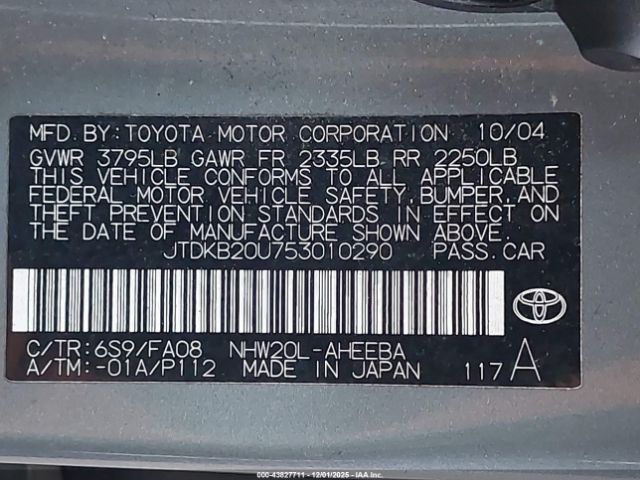 MFD.BY:TOYOTA MOTOR CORPORATION 10/04
GVWR 3795LB GAWR FR 2335LB RR 2250LB
THIS VEHICLE CONFORMS TO ALL APPLICABLE
FEDERAL MOTOR VEHICLE SAFETY,BUMPER,AND
THEFT PREVENTION STANDARDS IN EFFECT ON
THE DATE OF MANUFACTURE SHOWN ABOVE.
JTDKB20U753010290 PASS.CAR
C/TR:6S9/FA08 NHW20L-AHEEBA
A/TM:-01A/P112 MADE IN JAPAN 117 A
000-43827711 - 12/01/2025 - IAA Inc.